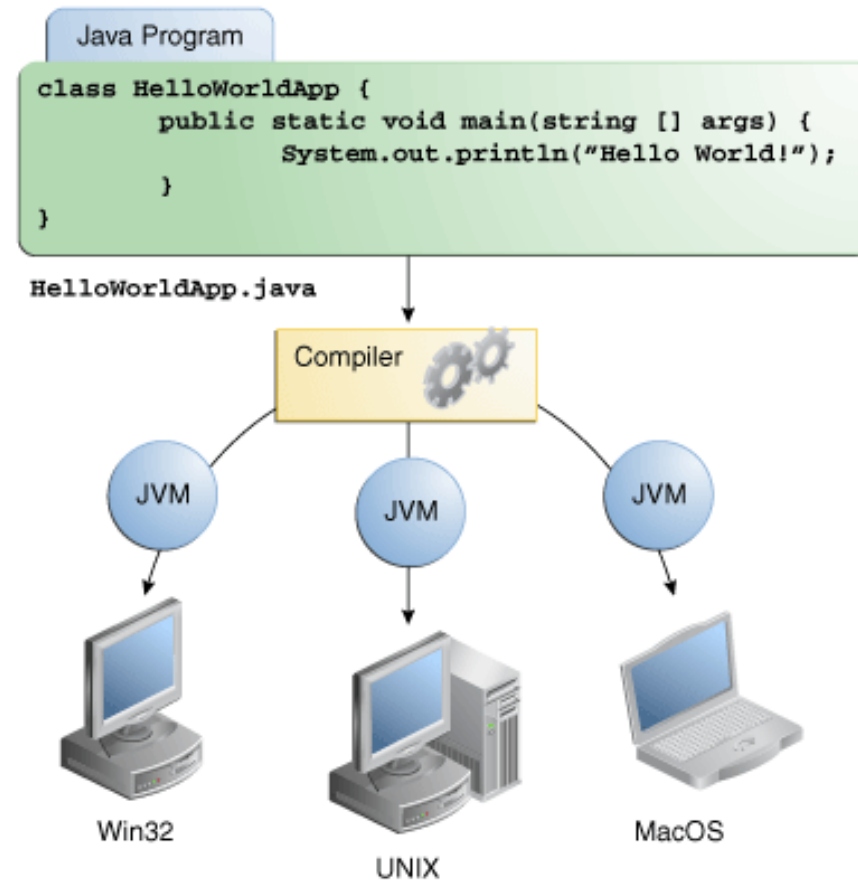 Java Program
class HelloWorldApp {
public static void main(string [] args) {
System.out.println(”Hello World!”);
}
}
HelloWorldApp.java
Compiler
JVM
JVM
JVM
Win32
UNIX
MacOS